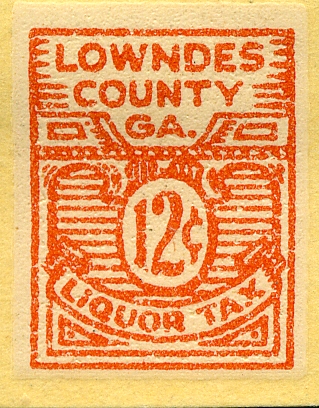 LOWNDES
COUNTY
GA.
12¢
LIQUOR TAX